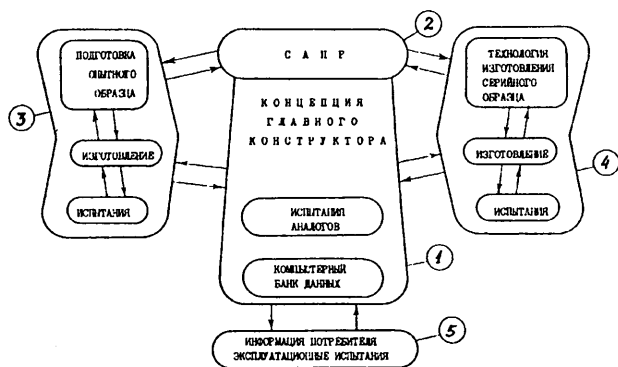 2
С А П Р
КОНЦЕПЦИЯ
ГЛАВНОГО
КОНСТРУКТОРА
ИСПЫТАНИЯ
АНАЛОГОВ
КОМПЬЮТЕРНЫЙ
БАНК ДАННЫХ
1
3
ПОДГОТОВКА
ОПЫТНОГО
ОБРАЗЦА
ИЗГОТОВЛЕНИЕ
ИСПЫТАНИЯ
ТЕХНОЛОГИЯ
ИЗГОТОВЛЕНИЯ
СЕРИЙНОГО
ОБРАЗЦА
ИЗГОТОВЛЕНИЕ
ИСПЫТАНИЯ
4
5
ИНФОРМАЦИЯ ПОТРЕБИТЕЛЯ
ЭКСПЛУАТАЦИОННЫЕ ИСПЫТАНИЯ